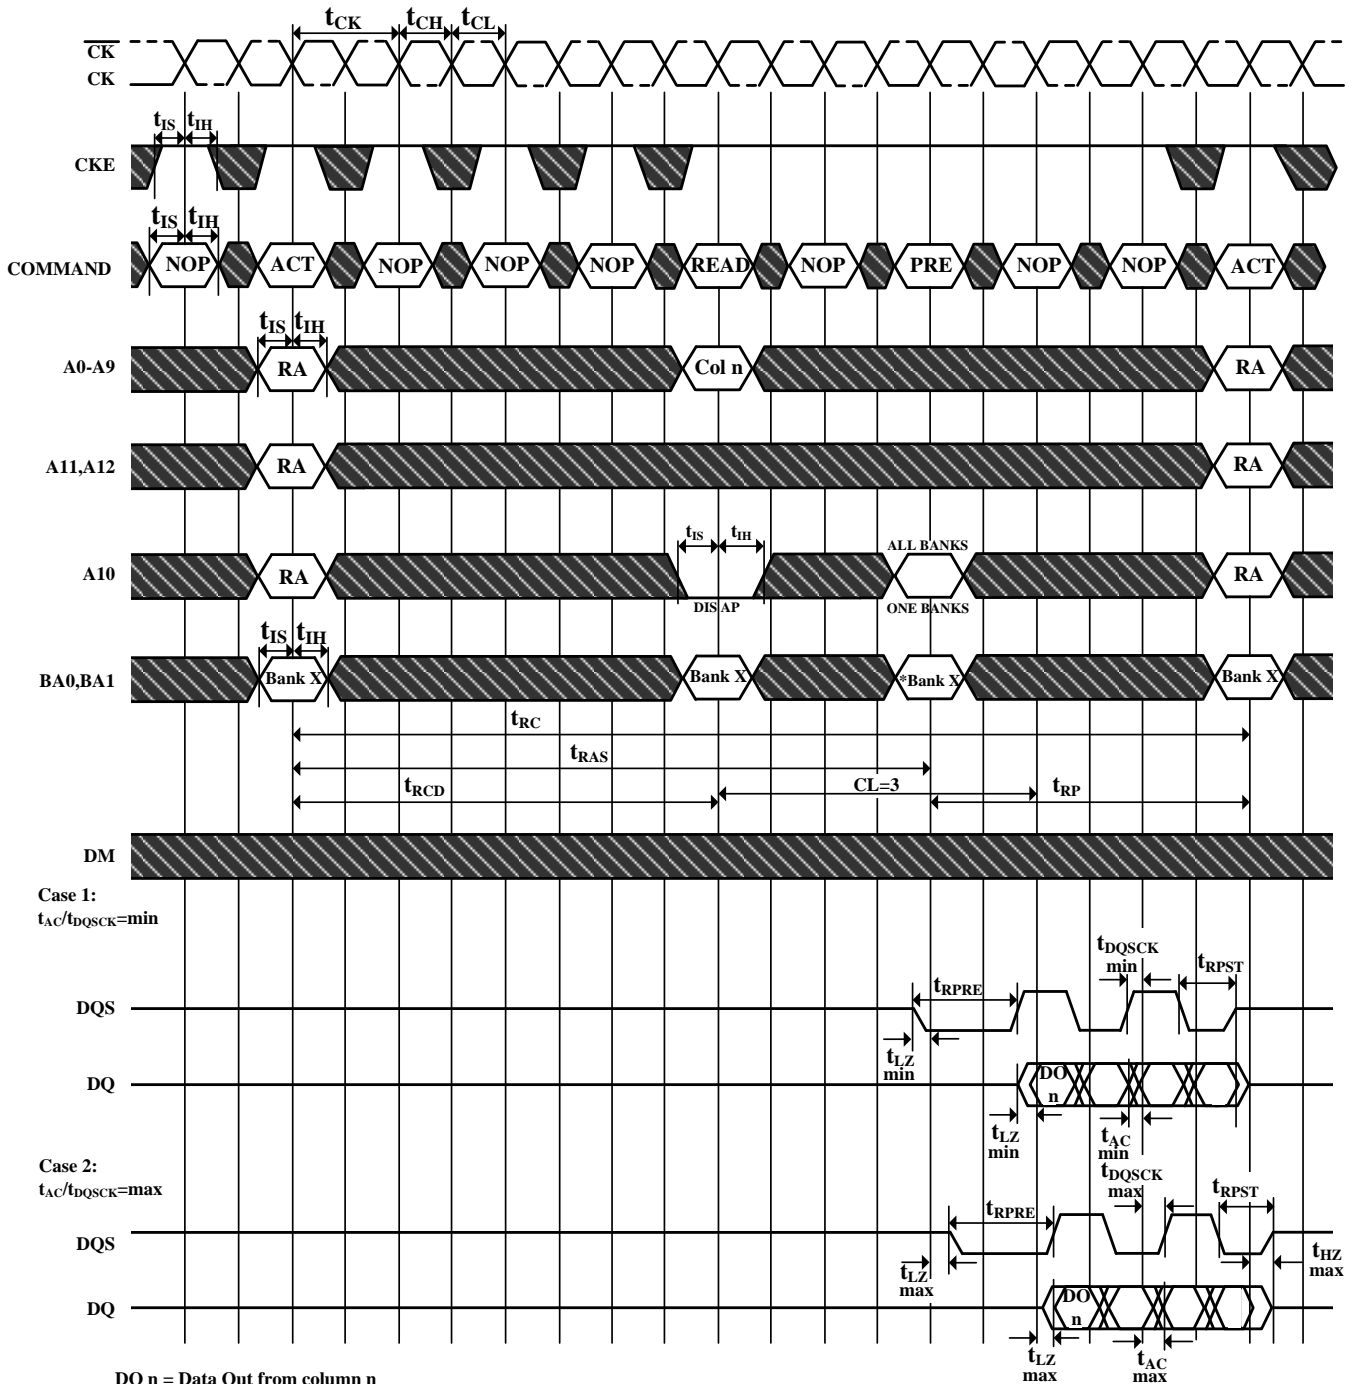 tCK tCH tCL
CK
CK
tIS tIH
CKE
tIS tIH
COMMAND NOP ACT NOP NOP NOP READ NOP PRE NOP NOP ACT
tIS tIH
A0-A9 RA Col n RA
A11,A12 RA RA
tIS tIH ALL BANKS
A10 RA RA
DIS AP ONE BANKS
tIS tIH
BA0,BA1 Bank X Bank X *Bank X Bank X
tRC
tRAS
tRCD CL=3 tRP
DM
Case 1:
tAC/tDQSCK=min
tDQSCK
min tRPST
tRPRE
DQS
tLZ
min
DQ DO
n
tLZ
min
tAC
min
Case 2:
tAC/tDQSCK=max
tDQSCK
max tRPST
tRPRE
DQS
tHZ
max
tLZ
max
DQ DO
n
tLZ
max
tAC
max
DO n = Data Out from column n